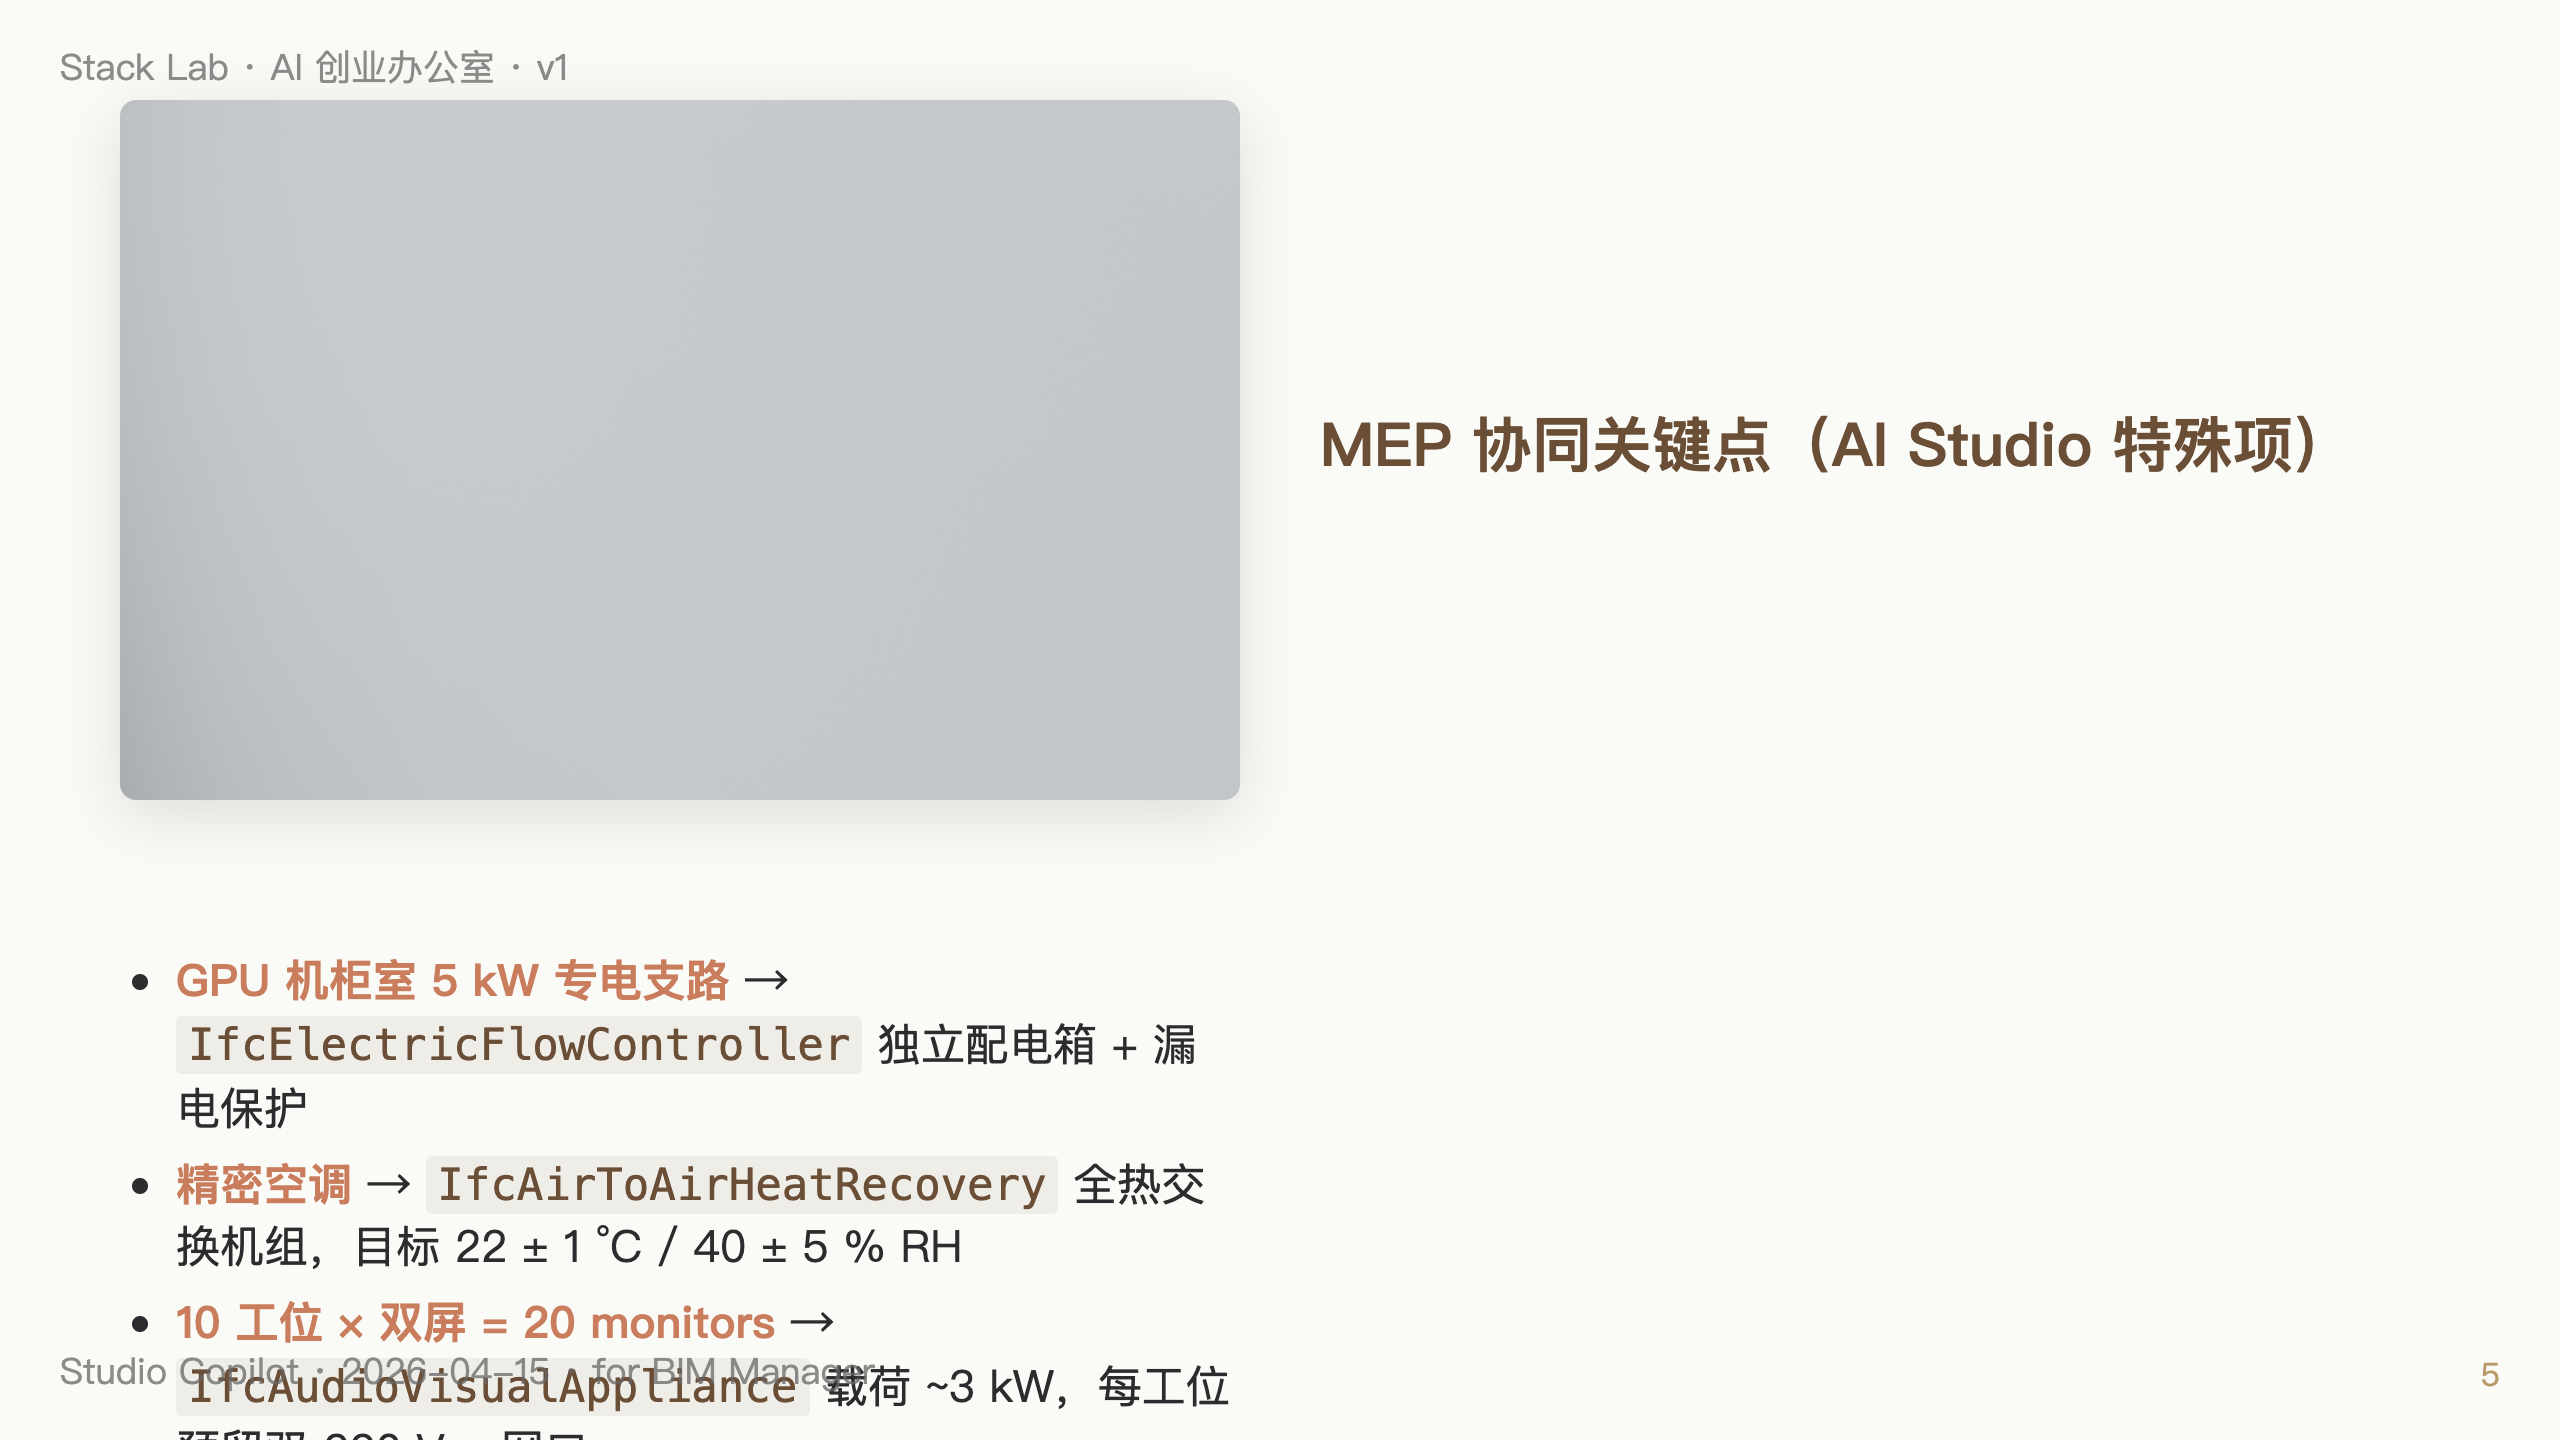 Stack Lab · AI 创业办公室 · v1
MEP 协同关键点（AI Studio 特殊项）
• GPU 机柜室 5 kW 专电支路 →
IfcElectricFlowController 独立配电箱 + 漏
电保护
• 精密空调 → IfcAirToAirHeatRecovery 全热交
换机组，目标 22 ± 1 °C / 40 ± 5 % RH
• 10 工位 × 双屏 = 20 monitors →
IfcAudioVisualAppliance 载荷 ~3 kW，每工位
Studio Copilot · 2026-04-15 · for BIM Manager
5